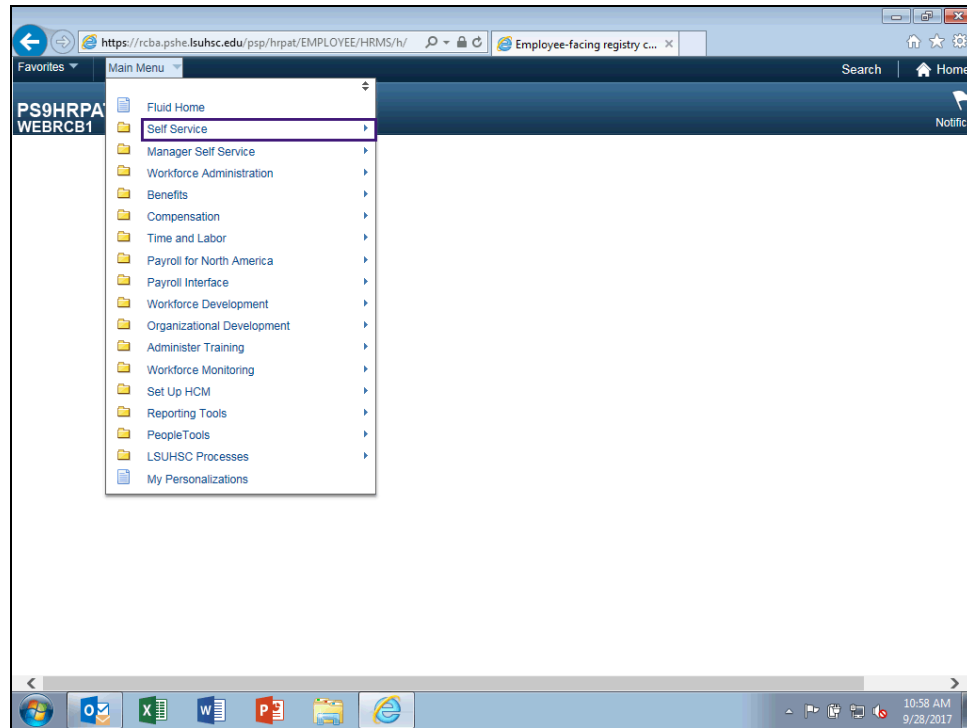 https://rcba.pshe.lsuhsc.edu/psp/hrpat/EMPLOYEE/HRMS/h/
Employee-facing registry c...
Favorites
Main Menu
Search
Home
PS9HRPA
WEBRCB1
Notific
Fluid Home
Self Service
Manager Self Service
Workforce Administration
Benefits
Compensation
Time and Labor
Payroll for North America
Payroll Interface
Workforce Development
Organizational Development
Administer Training
Workforce Monitoring
Set Up HCM
Reporting Tools
PeopleTools
LSUHSC Processes
My Personalizations
10:58 AM
9/28/2017